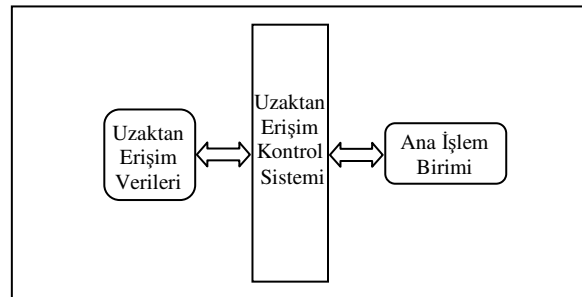 Uzaktan
Erişim
Verileri
Uzaktan
Erişim
Kontrol
Sistemi
Ana İşlem
Birimi